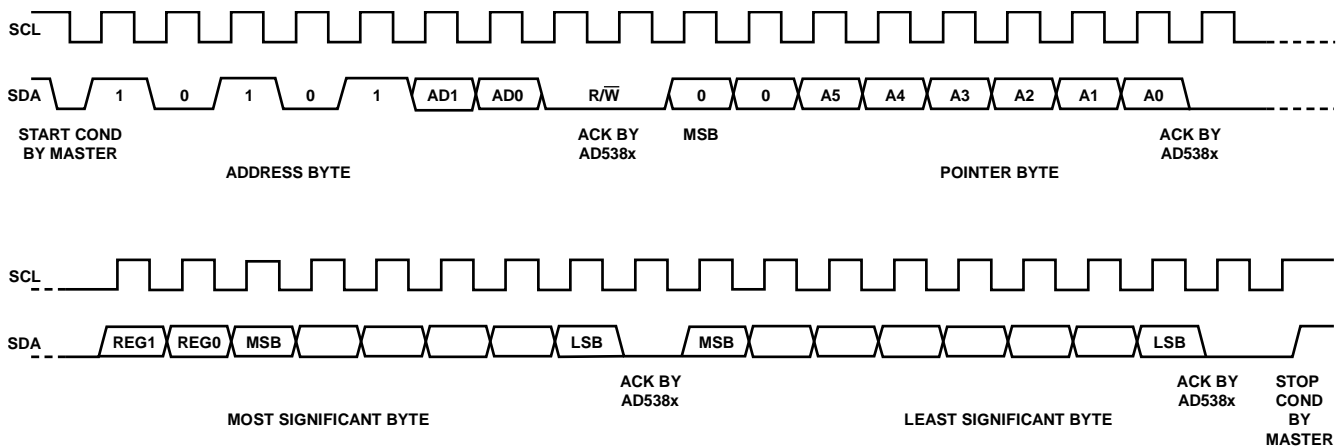 SCL
SDA 1 0 1 0 1 AD1 AD0 R/W̅ 0 0 A5 A4 A3 A2 A1 A0
START COND
BY MASTER
ACK BY
AD538x
MSB
ACK BY
AD538x
ADDRESS BYTE
POINTER BYTE
SCL
SDA REG1 REG0 MSB LSB MSB LSB
ACK BY
AD538x
ACK BY
AD538x
STOP
COND
BY
MASTER
MOST SIGNIFICANT BYTE
LEAST SIGNIFICANT BYTE